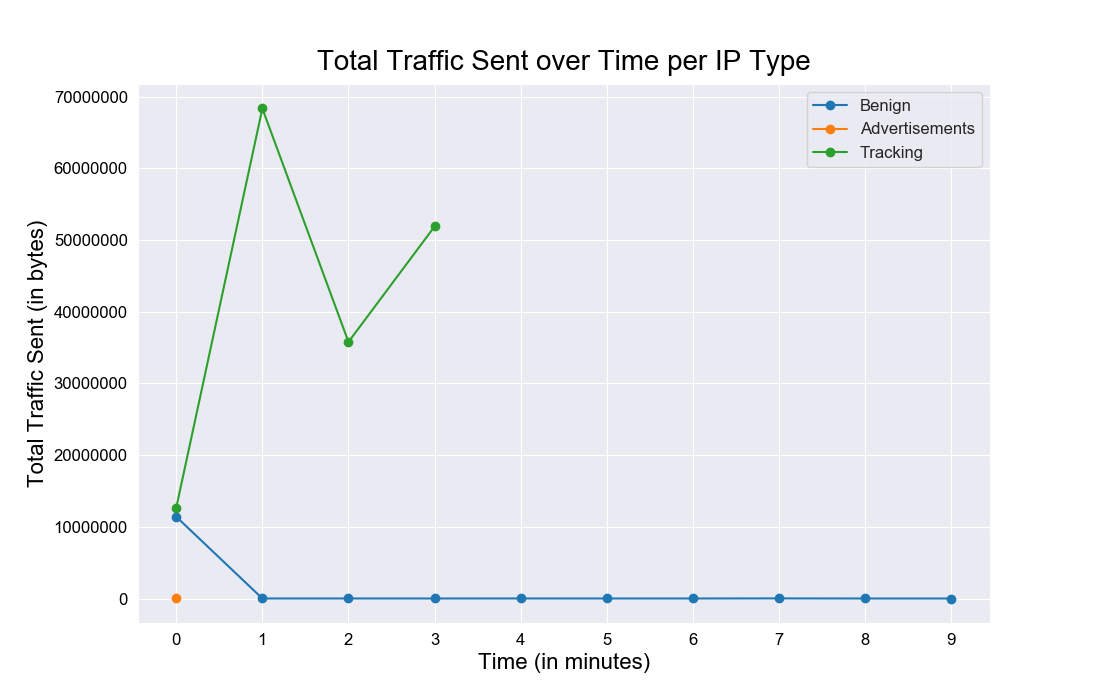 Total Traffic Sent over Time per IP Type
Benign
Advertisements
Tracking
Total Traffic Sent (in bytes)
70000000
60000000
50000000
40000000
30000000
20000000
10000000
0
0 1 2 3 4 5 6 7 8 9
Time (in minutes)